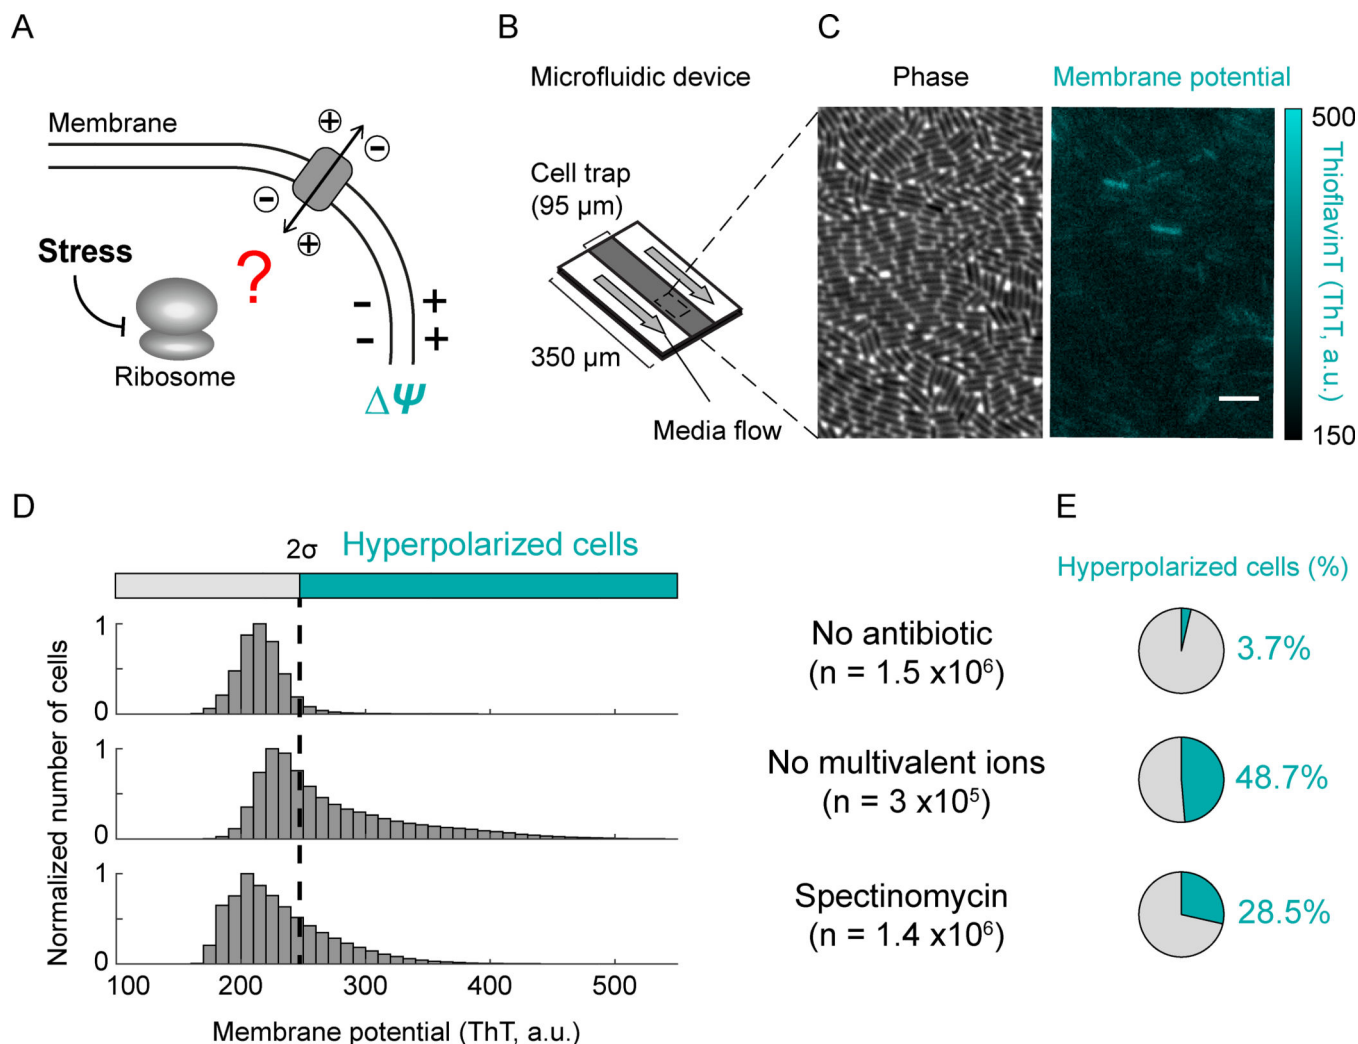 A
Membrane
+
-
-
+
Stress
?
Ribosome
- +
- +
ΔΨ
B
Microfluidic device
Cell trap
(95 µm)
350 µm
Media flow
C
Phase
Membrane potential
500
ThioflavinT (ThT, a.u.)
150
D
2σ
Hyperpolarized cells
Normalized number of cells
1
0
1
0
1
0
100 200 300 400 500
Membrane potential (ThT, a.u.)
No antibiotic
(n = 1.5 x10⁶)
No multivalent ions
(n = 3 x10⁵)
Spectinomycin
(n = 1.4 x10⁶)
E
Hyperpolarized cells (%)
3.7%
48.7%
28.5%